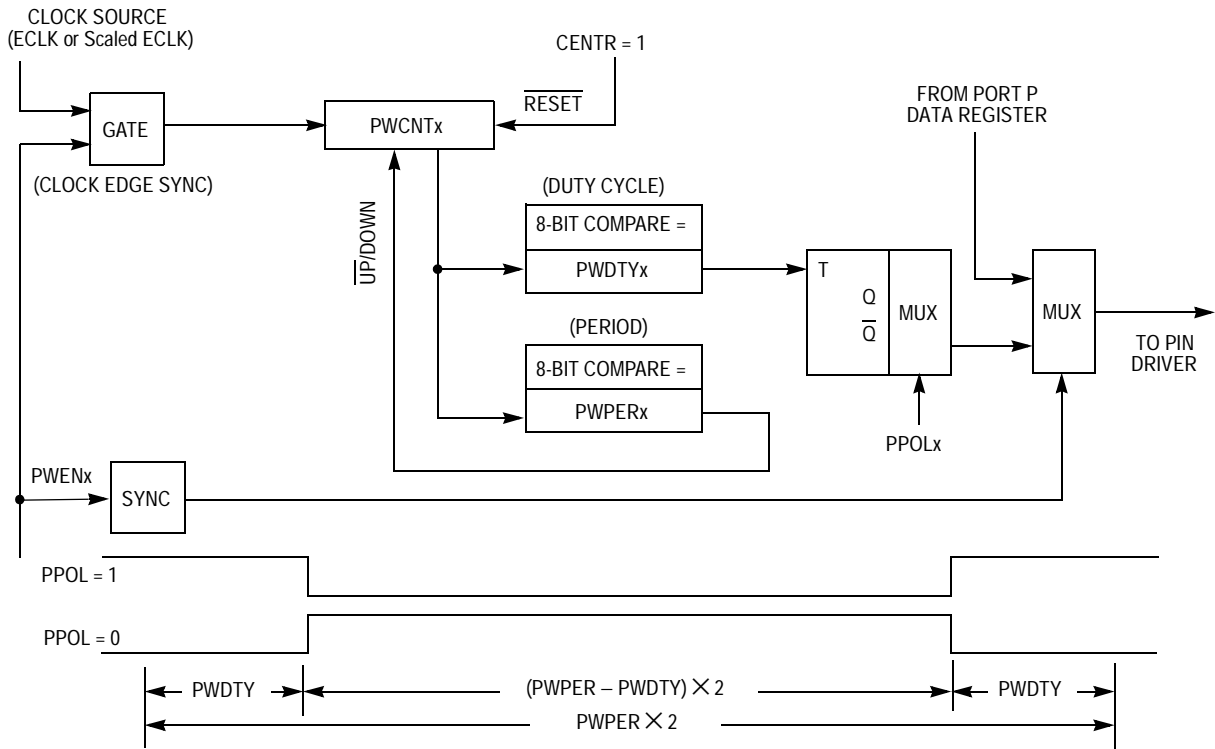 CLOCK SOURCE
(ECLK or Scaled ECLK)
CENTR = 1
RESET
FROM PORT P
DATA REGISTER
GATE
PWCNTx
(CLOCK EDGE SYNC)
UP/DOWN
(DUTY CYCLE)
8-BIT COMPARE =
PWDTYx
T
Q
Q
MUX
MUX
TO PIN
DRIVER
(PERIOD)
8-BIT COMPARE =
PWPERx
PPOLx
PWENx
SYNC
PPOL = 1
PPOL = 0
PWDTY
(PWPER – PWDTY) × 2
PWDTY
PWPER × 2